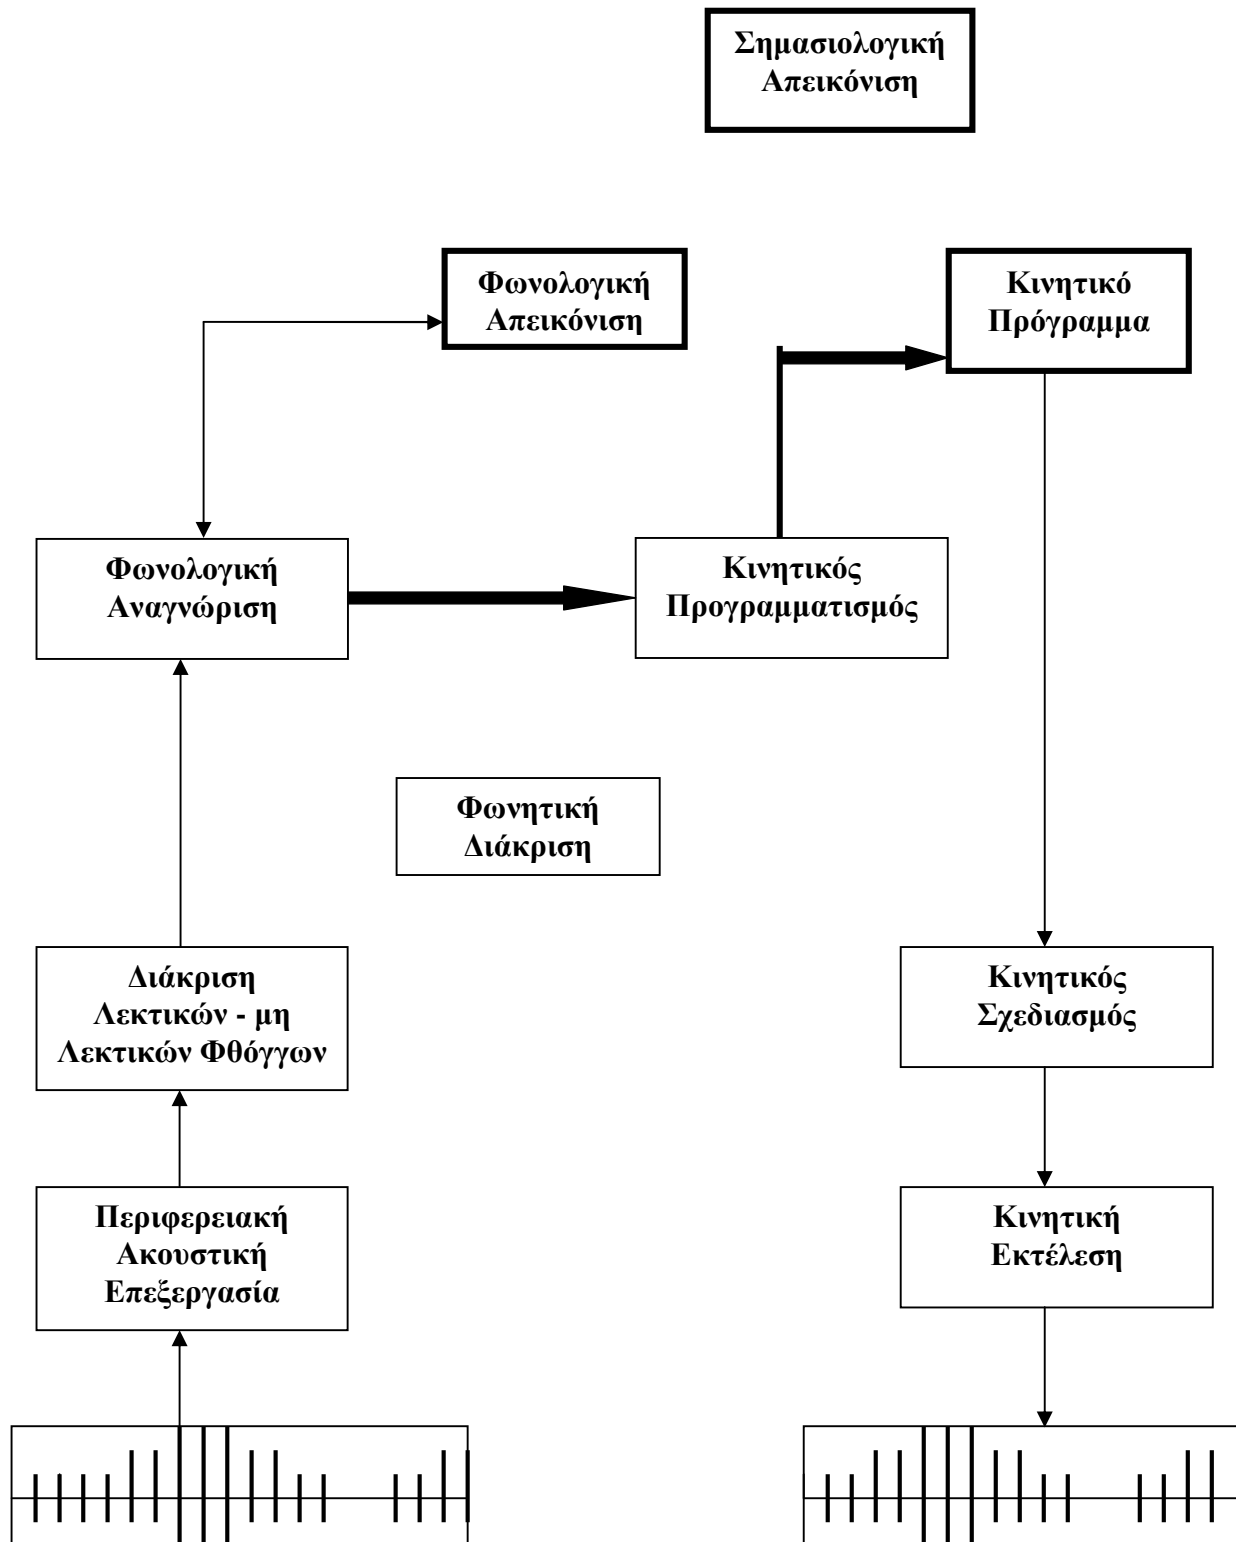 Σημασιολογική
Απεικόνιση
Φωνολογική
Απεικόνιση
Κινητικό
Πρόγραμμα
Φωνολογική
Αναγνώριση
Κινητικός
Προγραμματισμός
Φωνητική
Διάκριση
Διάκριση
Λεκτικών - μη
Λεκτικών Φθόγγων
Κινητικός
Σχεδιασμός
Περιφερειακή
Ακουστική
Επεξεργασία
Κινητική
Εκτέλεση